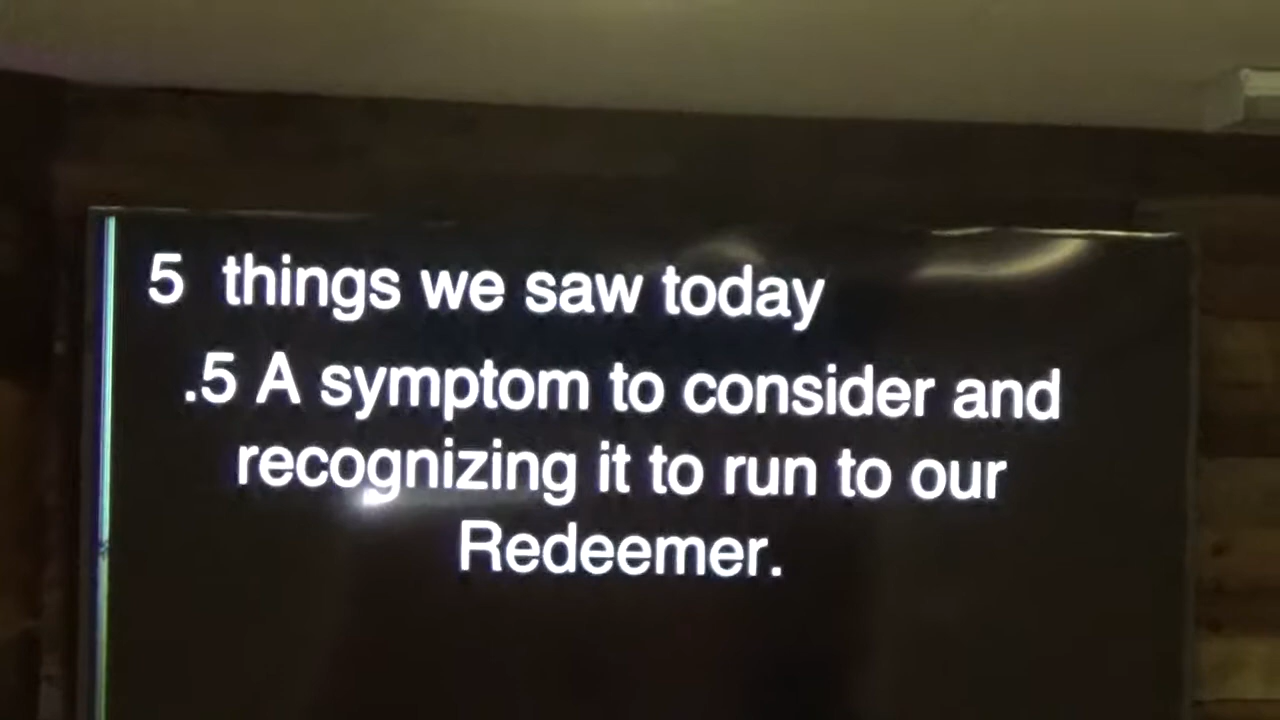 5 things we saw today
.5 A symptom to consider and
recognizing it to run to our
Redeemer.